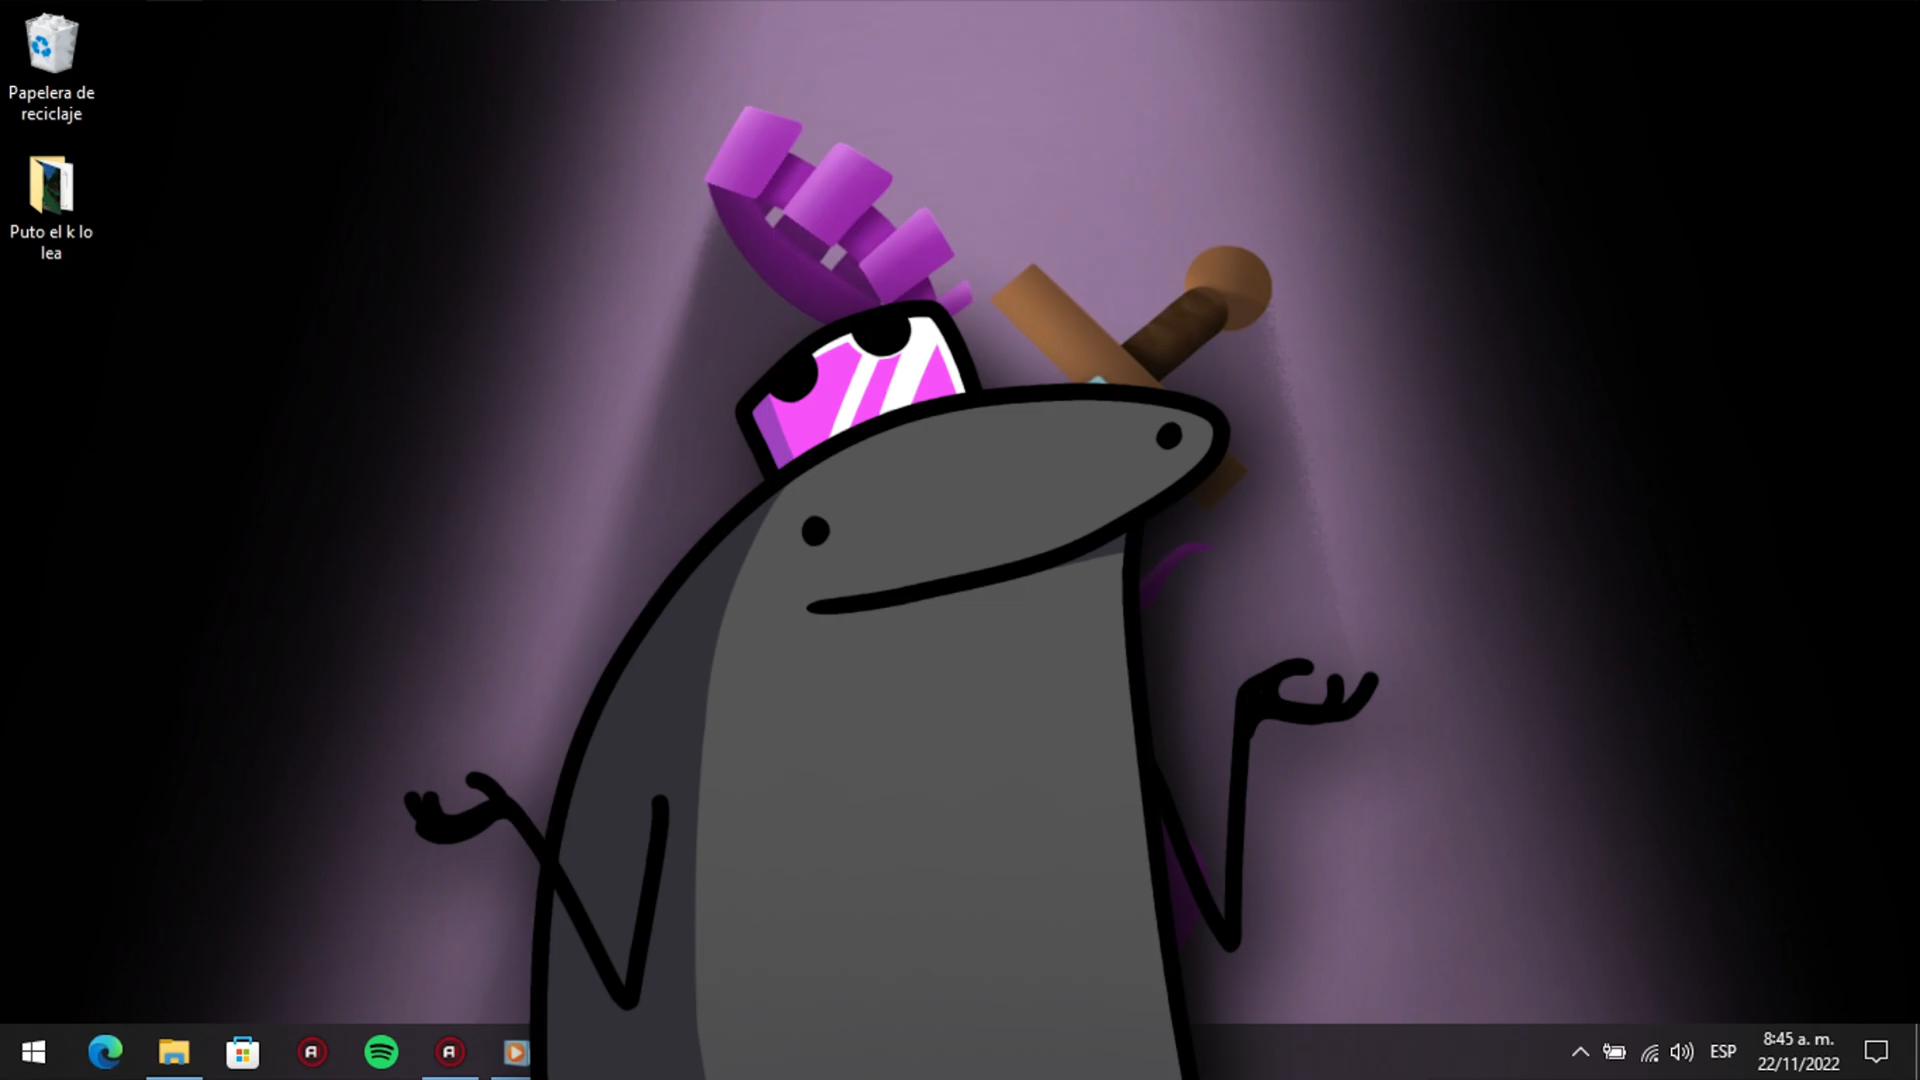 Papelera de
reciclaje
Puto el k lo
lea
ESP
8:45 a. m.
22/11/2022